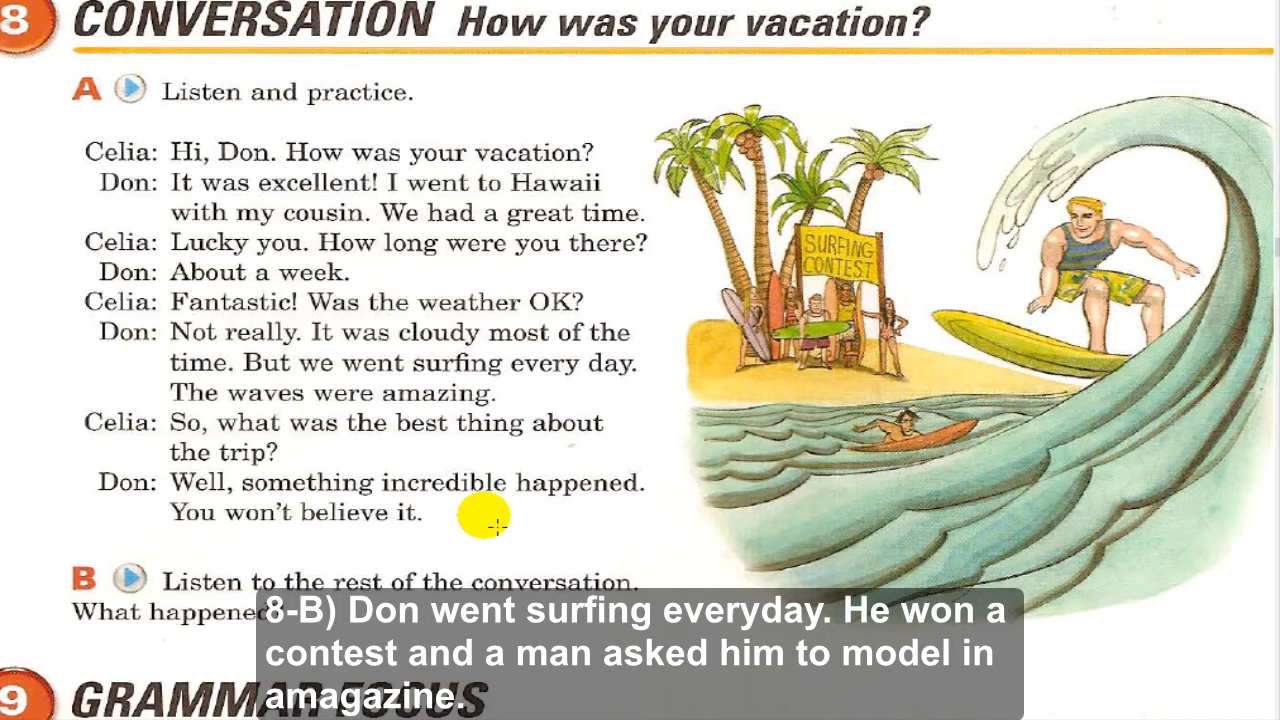 8 CONVERSATION How was your vacation?
A Listen and practice.
Celia: Hi, Don. How was your vacation?
Don: It was excellent! I went to Hawaii
with my cousin. We had a great time.
Celia: Lucky you. How long were you there?
Don: About a week.
Celia: Fantastic! Was the weather OK?
Don: Not really. It was cloudy most of the
time. But we went surfing every day.
The waves were amazing.
Celia: So, what was the best thing about
the trip?
Don: Well, something incredible happened.
You won't believe it.
SURFING
CONTEST
B Listen to the rest of the conversation.
What happened
8-B) Don went surfing everyday. He won a
contest and a man asked him to model in
amagazine.
9 GRAMMAR FOCUS